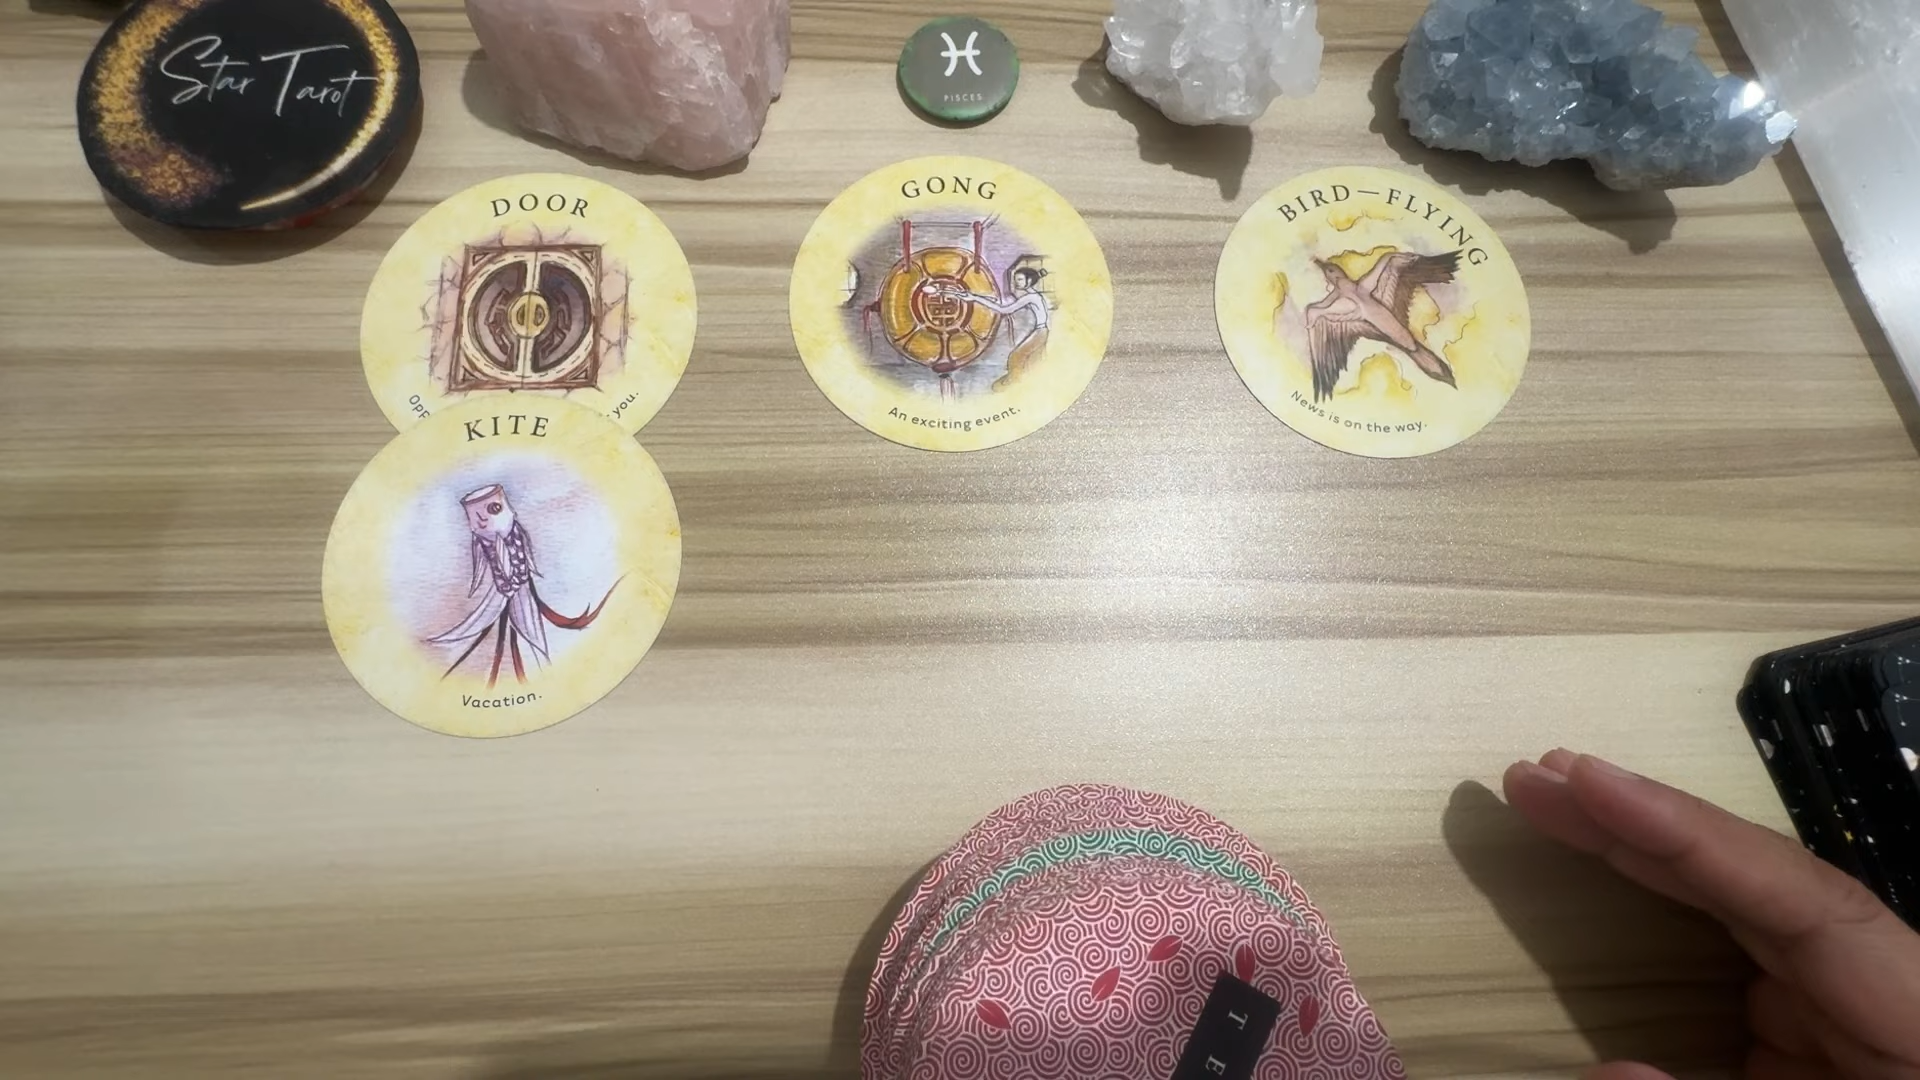 Star Tarot
PISCES
DOOR
you.
GONG
An exciting event.
BIRD—FLYING
News is on the way.
KITE
Vacation.
T E